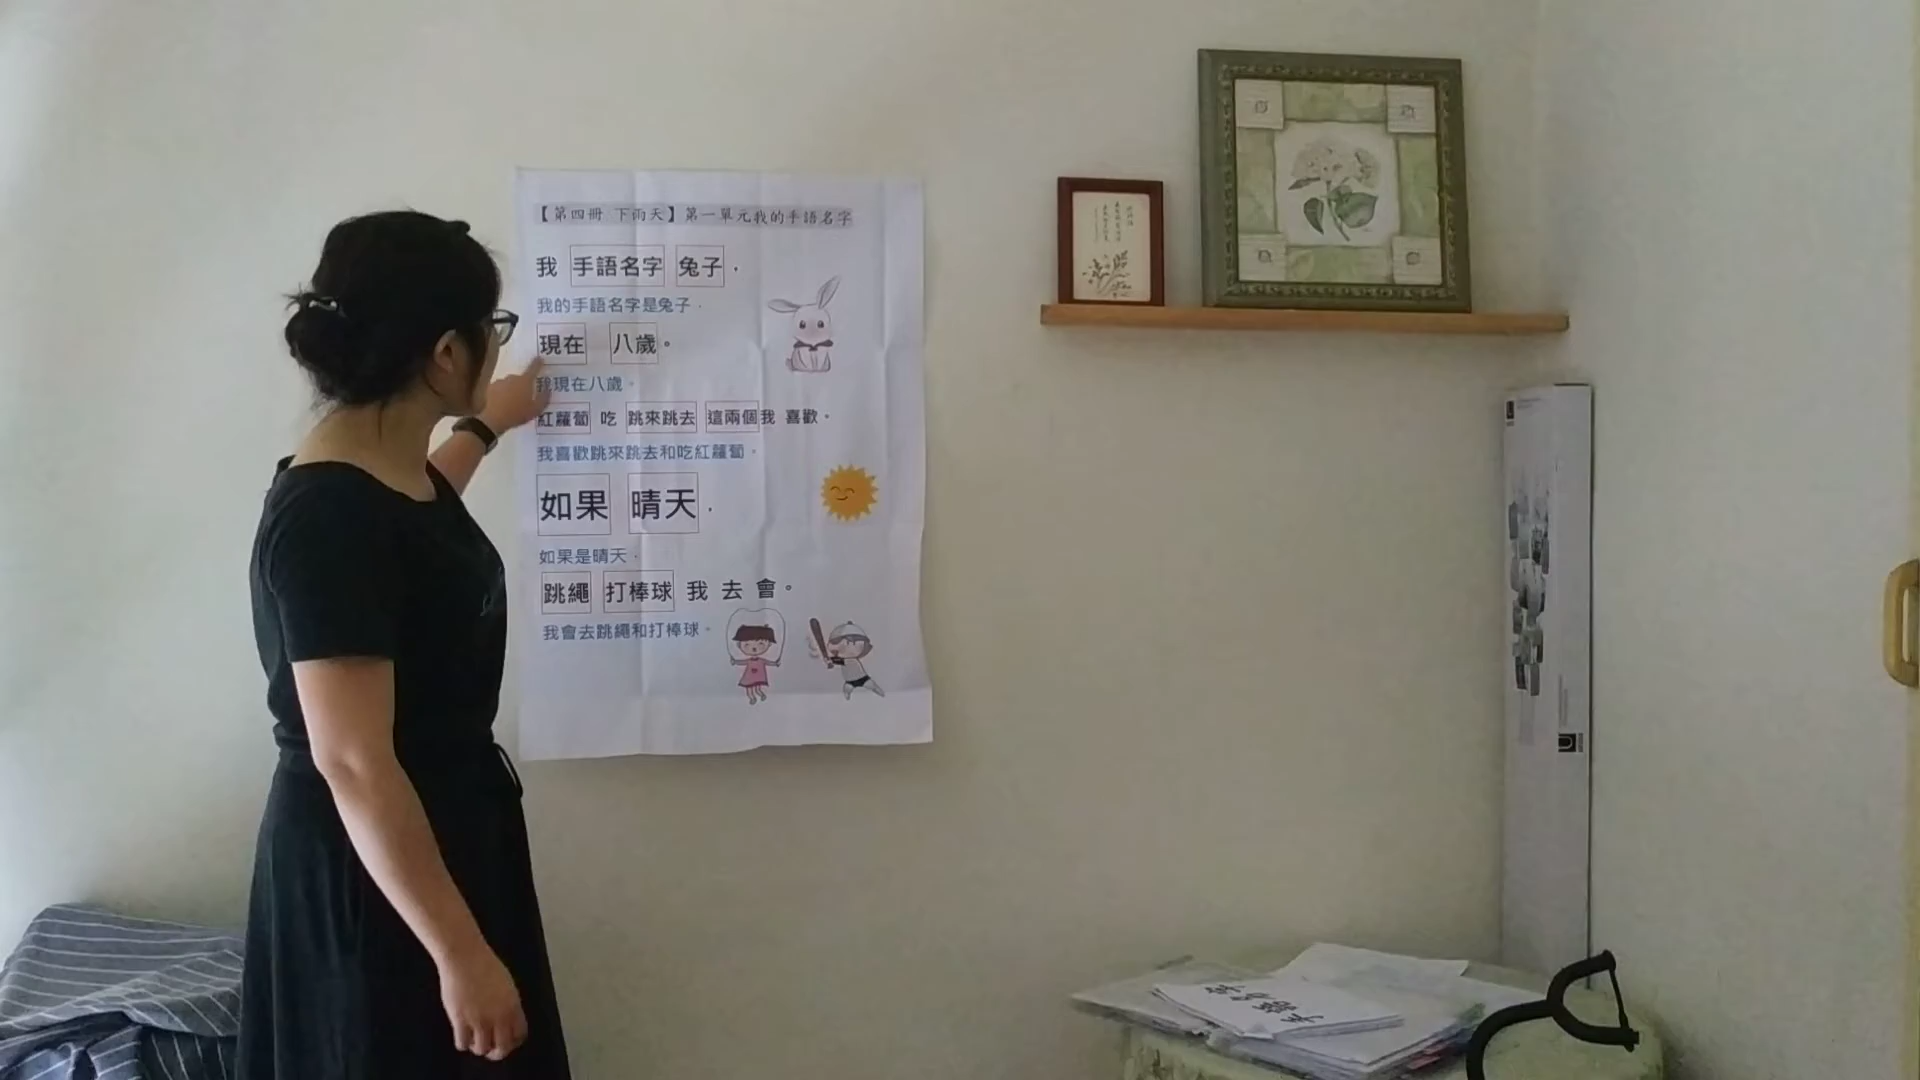 【第四冊 下雨天】第一單元我的手語名字
我 手語名字 兔子，
我的手語名字是兔子，
現在 八歲。
我現在八歲。
紅蘿蔔 吃 跳來跳去 這兩個 我 喜歡。
我喜歡跳來跳去和吃紅蘿蔔。
如果 晴天，
如果是晴天，
跳繩 打棒球 我 去 會。
我會去跳繩和打棒球。
手語名字